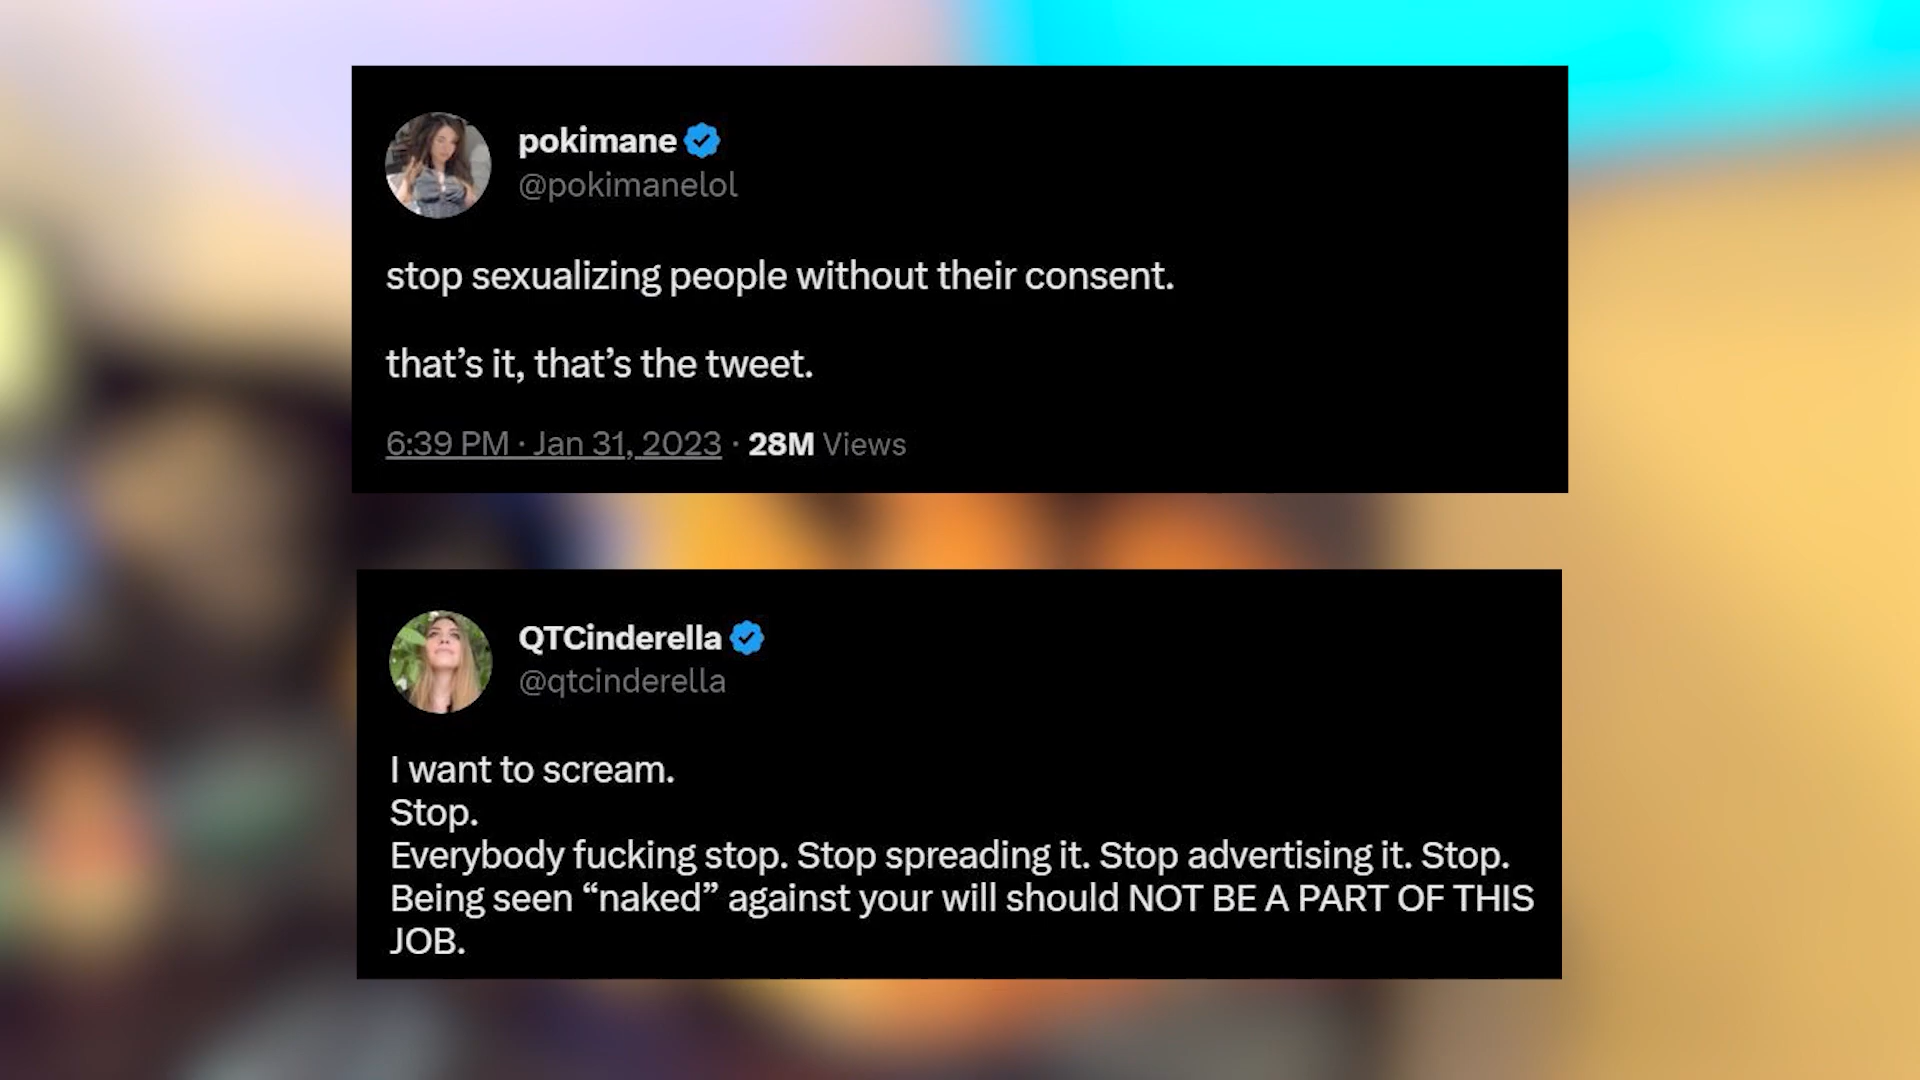 pokimane
@pokimanelol
stop sexualizing people without their consent.
that’s it, that’s the tweet.
6:39 PM · Jan 31, 2023 · 28M Views
QTCinderella
@qtcinderella
I want to scream.
Stop.
Everybody fucking stop. Stop spreading it. Stop advertising it. Stop.
Being seen “naked” against your will should NOT BE A PART OF THIS
JOB.